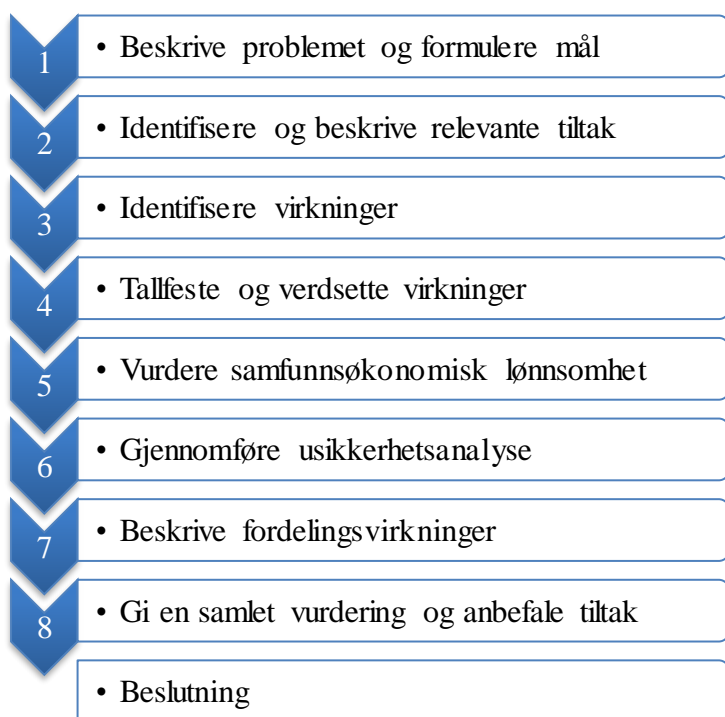 1 • Beskrive problemet og formulere mål
2 • Identifisere og beskrive relevante tiltak
3 • Identifisere virkninger
4 • Tallfeste og verdsette virkninger
5 • Vurdere samfunnsøkonomisk lønnsomhet
6 • Gjennomføre usikkerhetsanalyse
7 • Beskrive fordelingsvirkninger
8 • Gi en samlet vurdering og anbefale tiltak
• Beslutning